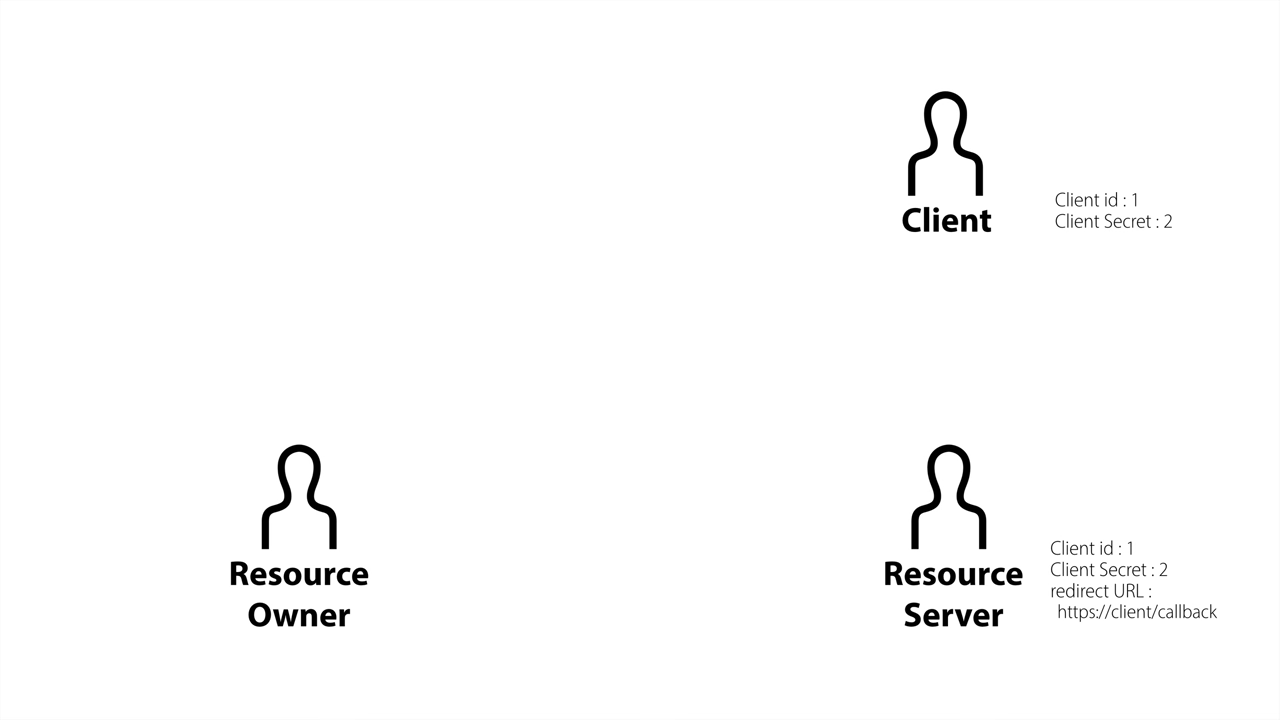 Client
Client id : 1
Client Secret : 2
Resource
Owner
Resource
Server
Client id : 1
Client Secret : 2
redirect URL :
https://client/callback